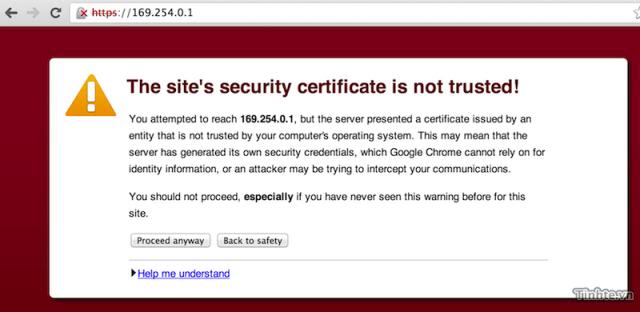 https://169.254.0.1
The site's security certificate is not trusted!
You attempted to reach 169.254.0.1, but the server presented a certificate issued by an
entity that is not trusted by your computer's operating system. This may mean that the
server has generated its own security credentials, which Google Chrome cannot rely on for
identity information, or an attacker may be trying to intercept your communications.
You should not proceed, especially if you have never seen this warning before for this
site.
Proceed anyway
Back to safety
Help me understand
Tinhte.vn